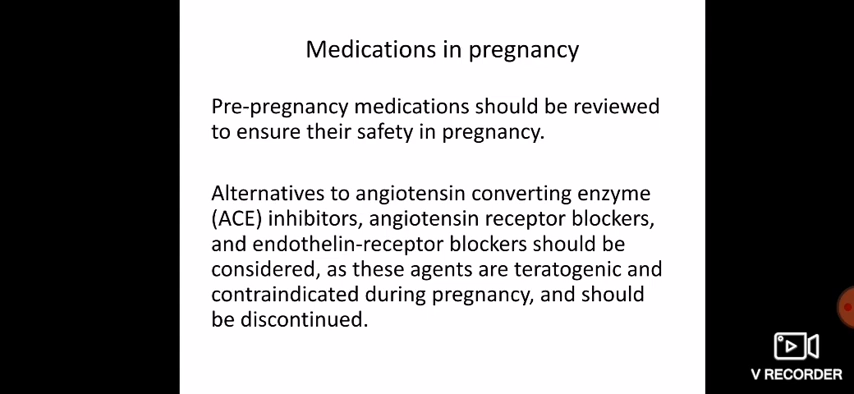 Medications in pregnancy
Pre-pregnancy medications should be reviewed
to ensure their safety in pregnancy.
Alternatives to angiotensin converting enzyme
(ACE) inhibitors, angiotensin receptor blockers,
and endothelin-receptor blockers should be
considered, as these agents are teratogenic and
contraindicated during pregnancy, and should
be discontinued.
V RECORDER